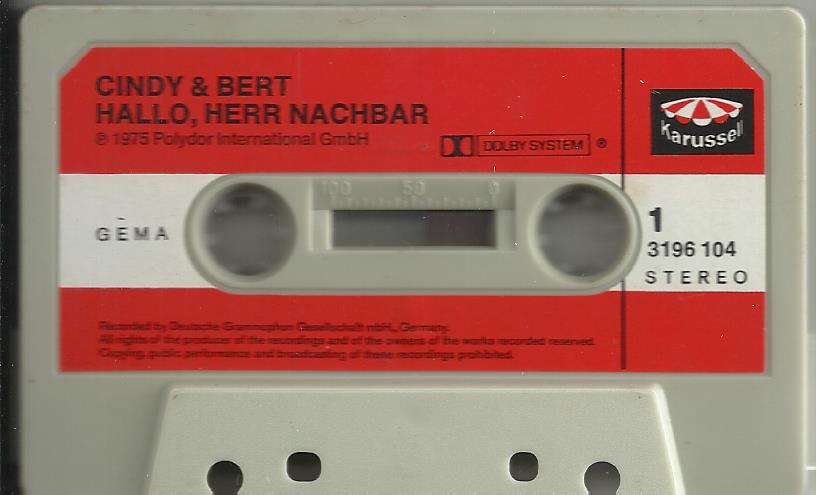 CINDY & BERT
HALLO, HERR NACHBAR
℗ 1975 Polydor International GmbH
DOLBY SYSTEM ®
Karussell
100 50 0
GEMA
1
3196 104
STEREO
Recorded by Deutsche Grammophon Gesellschaft mbH., Germany.
All rights of the producer of the recordings and of the owners of the works recorded reserved.
Copying, public performance and broadcasting of these recordings prohibited.